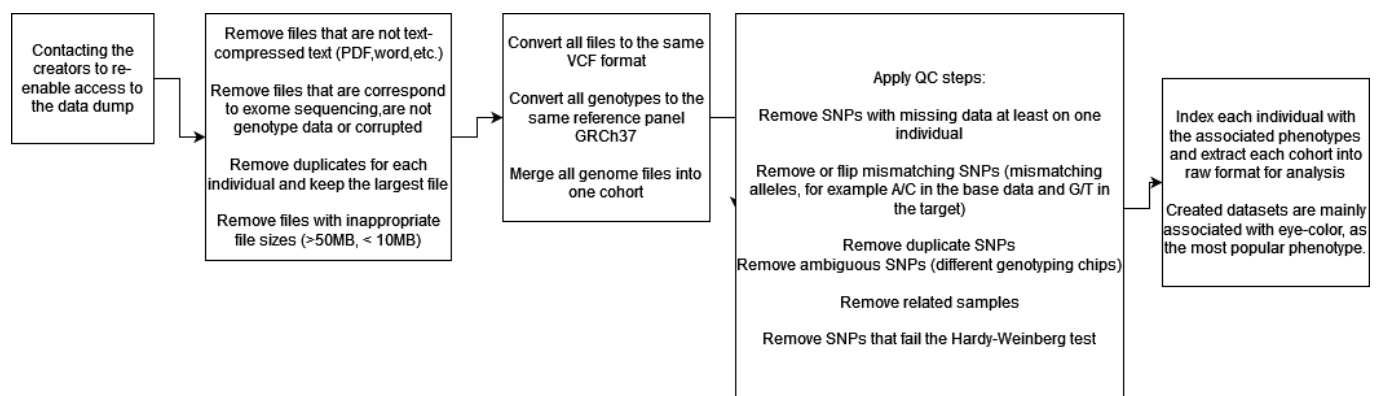 Contacting the
creators to re-
enable access to
the data dump
Remove files that are not text-
compressed text (PDF,word,etc.)
Remove files that are correspond
to exome sequencing,are not
genotype data or corrupted
Remove duplicates for each
individual and keep the largest file
Remove files with inappropriate
file sizes (>50MB, < 10MB)
Convert all files to the same
VCF format
Convert all genotypes to the
same reference panel
GRCh37
Merge all genome files into
one cohort
Apply QC steps:
Remove SNPs with missing data at least on one
individual
Remove or flip mismatching SNPs (mismatching
alleles, for example A/C in the base data and G/T in
the target)
Remove duplicate SNPs
Remove ambiguous SNPs (different genotyping chips)
Remove related samples
Remove SNPs that fail the Hardy-Weinberg test
Index each individual with
the associated phenotypes
and extract each cohort into
raw format for analysis
Created datasets are mainly
associated with eye-color, as
the most popular phenotype.